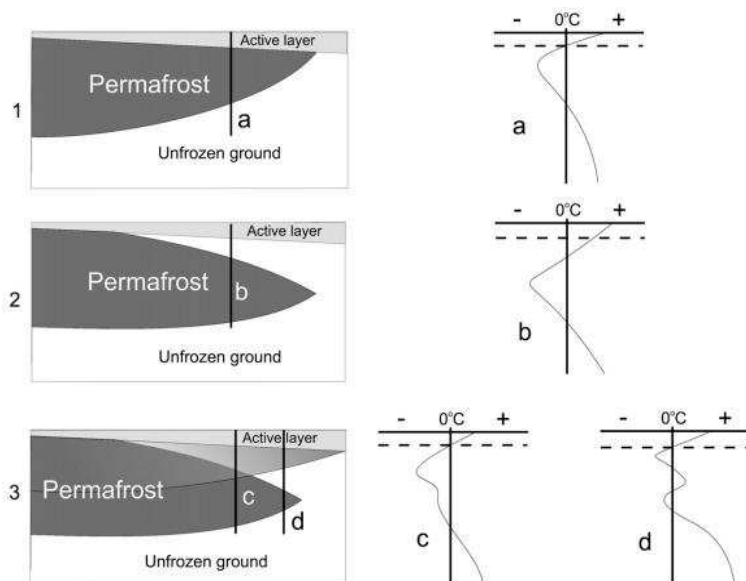 Active layer
Permafrost
1
a
Unfrozen ground
- 0°C +
a
Active layer
Permafrost
b
2
Unfrozen ground
- 0°C +
b
Active layer
Permafrost
c
3
d
Unfrozen ground
- 0°C +
c
- 0°C +
d